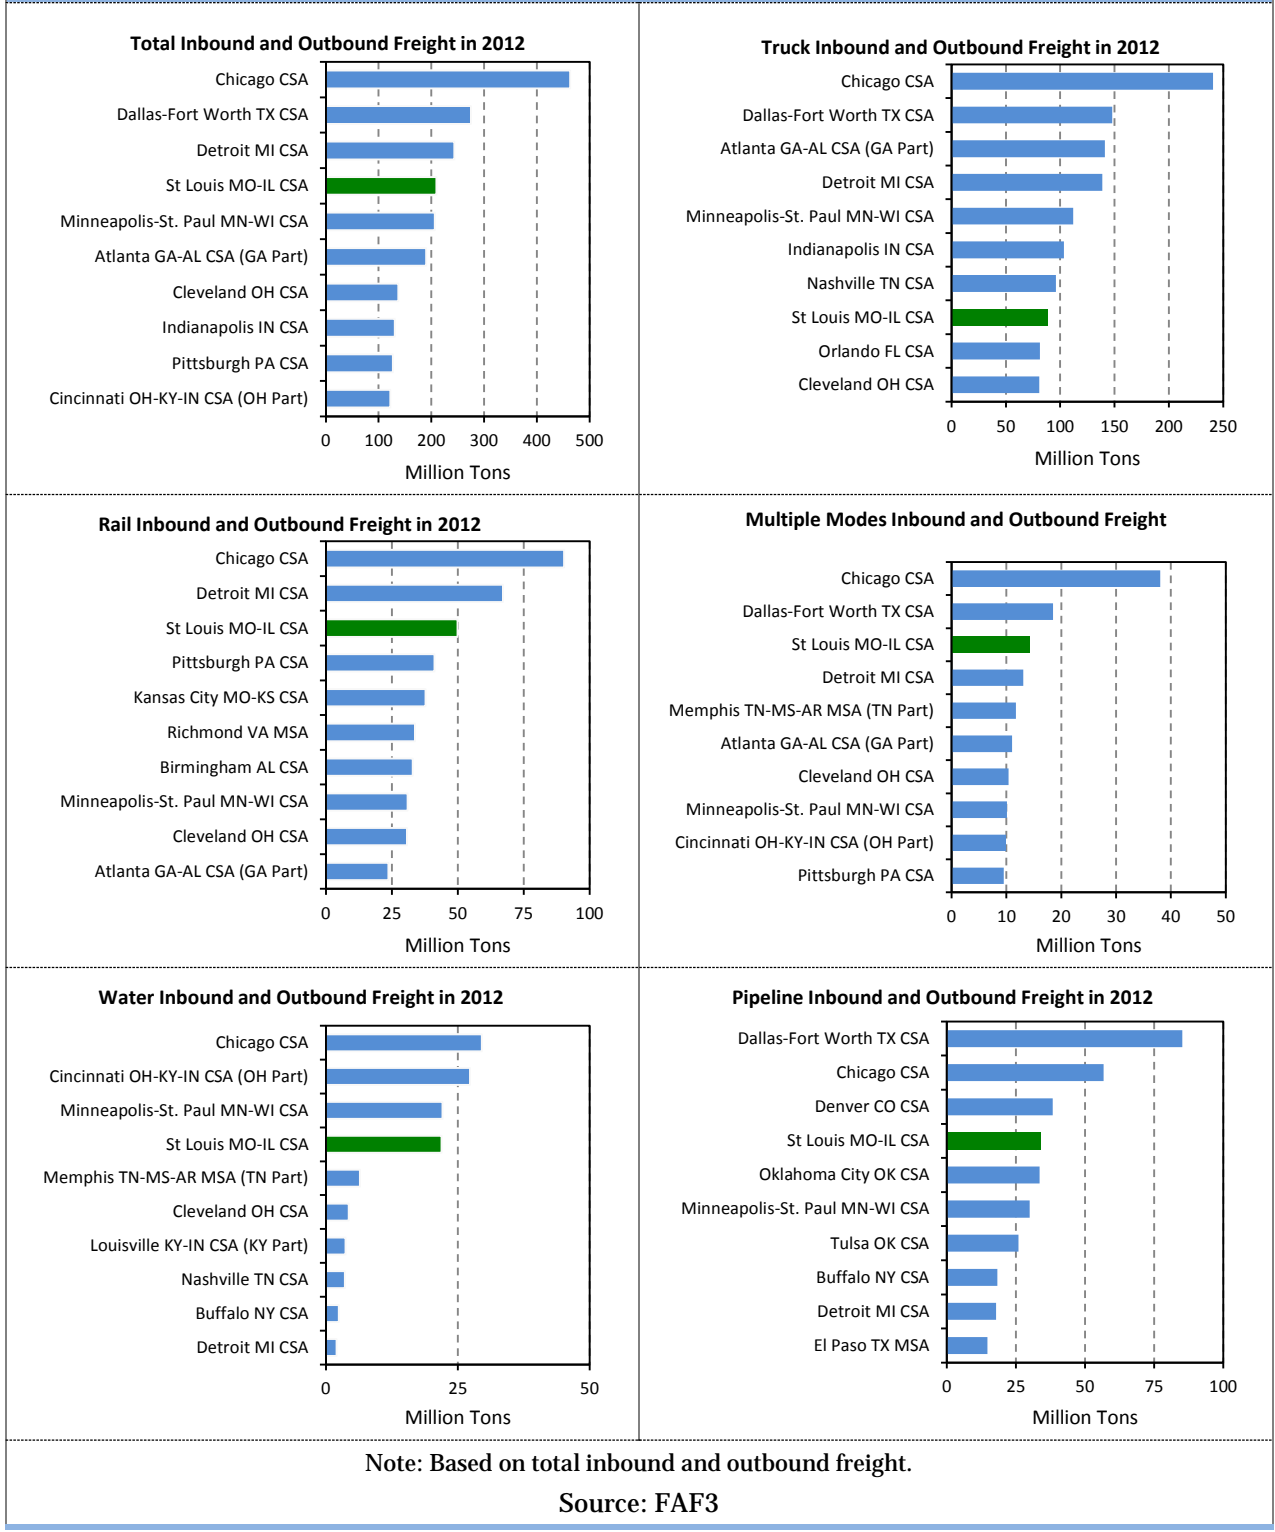 Total Inbound and Outbound Freight in 2012
Chicago CSA
Dallas-Fort Worth TX CSA
Detroit MI CSA
St Louis MO-IL CSA
Minneapolis-St. Paul MN-WI CSA
Atlanta GA-AL CSA (GA Part)
Cleveland OH CSA
Indianapolis IN CSA
Pittsburgh PA CSA
Cincinnati OH-KY-IN CSA (OH Part)
0 100 200 300 400 500
Million Tons
Truck Inbound and Outbound Freight in 2012
Chicago CSA
Dallas-Fort Worth TX CSA
Atlanta GA-AL CSA (GA Part)
Detroit MI CSA
Minneapolis-St. Paul MN-WI CSA
Indianapolis IN CSA
Nashville TN CSA
St Louis MO-IL CSA
Orlando FL CSA
Cleveland OH CSA
0 50 100 150 200 250
Million Tons
Rail Inbound and Outbound Freight in 2012
Chicago CSA
Detroit MI CSA
St Louis MO-IL CSA
Pittsburgh PA CSA
Kansas City MO-KS CSA
Richmond VA MSA
Birmingham AL CSA
Minneapolis-St. Paul MN-WI CSA
Cleveland OH CSA
Atlanta GA-AL CSA (GA Part)
0 25 50 75 100
Million Tons
Multiple Modes Inbound and Outbound Freight
Chicago CSA
Dallas-Fort Worth TX CSA
St Louis MO-IL CSA
Detroit MI CSA
Memphis TN-MS-AR MSA (TN Part)
Atlanta GA-AL CSA (GA Part)
Cleveland OH CSA
Minneapolis-St. Paul MN-WI CSA
Cincinnati OH-KY-IN CSA (OH Part)
Pittsburgh PA CSA
0 10 20 30 40 50
Million Tons
Water Inbound and Outbound Freight in 2012
Chicago CSA
Cincinnati OH-KY-IN CSA (OH Part)
Minneapolis-St. Paul MN-WI CSA
St Louis MO-IL CSA
Memphis TN-MS-AR MSA (TN Part)
Cleveland OH CSA
Louisville KY-IN CSA (KY Part)
Nashville TN CSA
Buffalo NY CSA
Detroit MI CSA
0 25 50
Million Tons
Pipeline Inbound and Outbound Freight in 2012
Dallas-Fort Worth TX CSA
Chicago CSA
Denver CO CSA
St Louis MO-IL CSA
Oklahoma City OK CSA
Minneapolis-St. Paul MN-WI CSA
Tulsa OK CSA
Buffalo NY CSA
Detroit MI CSA
El Paso TX MSA
0 25 50 75 100
Million Tons
Note: Based on total inbound and outbound freight.
Source: FAF3